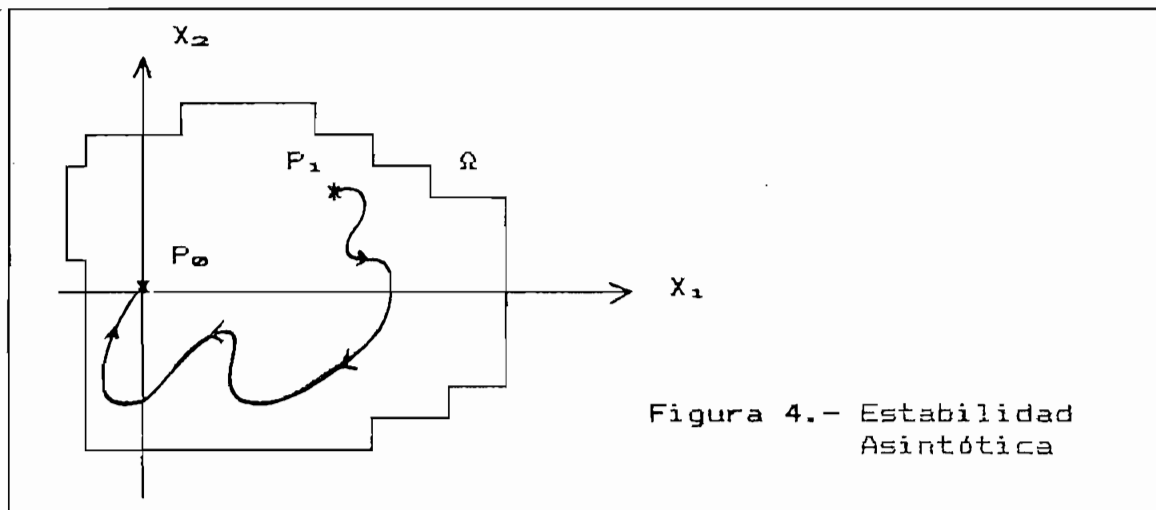 X₂
P₁
Ω
P₀
X₁
Figura 4.- Estabilidad
Asintótica